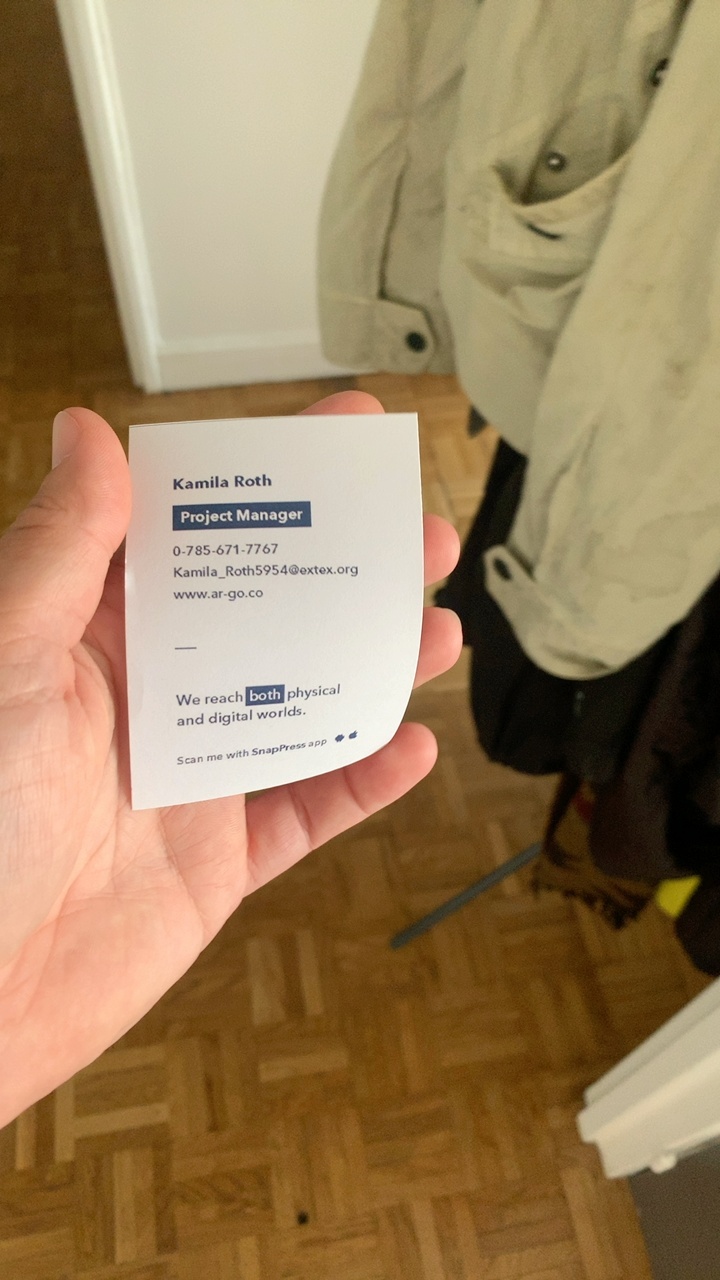 Kamila Roth
Project Manager
0-785-671-7767
Kamila_Roth5954@extex.org
www.ar-go.co
We reach both physical
and digital worlds.
Scan me with SnapPress app